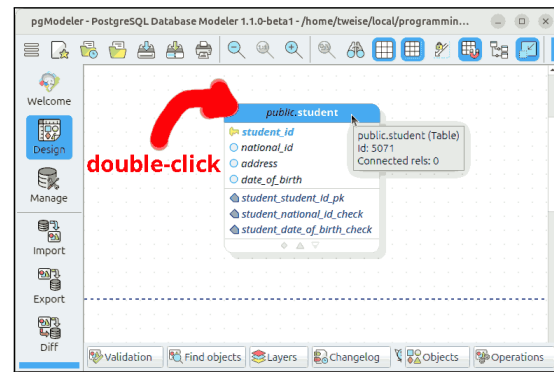 pgModeler - PostgreSQL Database Modeler 1.1.0-beta1 - /home/tweise/local/programmin...
Welcome
Design
Manage
Import
Export
Diff
public.student
student_id
national_id
address
date_of_birth
student_student_id_pk
student_national_id_check
student_date_of_birth_check
double-click
public.student (Table)
Id: 5071
Connected rels: 0
Validation
Find objects
Layers
Changelog
Objects
Operations